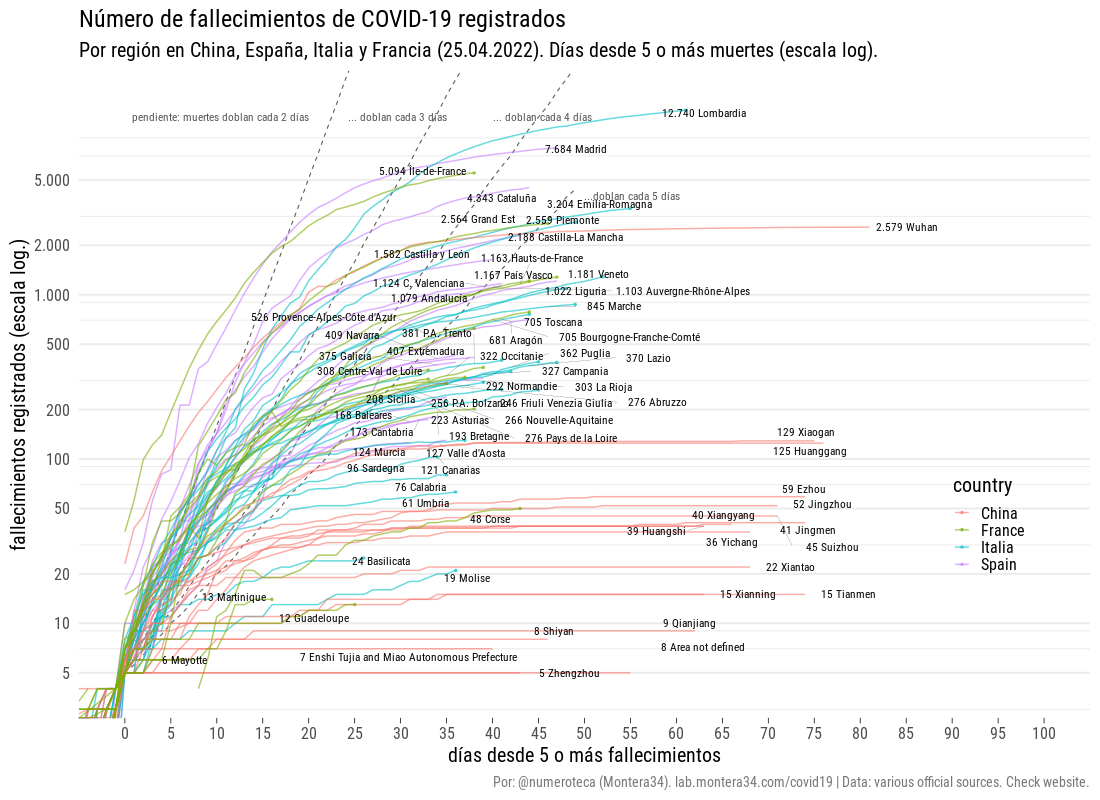 Número de fallecimientos de COVID-19 registrados
Por región en China, España, Italia y Francia (25.04.2022). Días desde 5 o más muertes (escala log).
pendiente: muertes doblan cada 2 días
... doblan cada 3 días
... doblan cada 4 días
12.740 Lombardia
7.684 Madrid
5.094 Île-de-France
4.343 Cataluña
...doblan cada 5 días
3.204 Emilia-Romagna
2.564 Grand Est
2.559 Piemonte
2.579 Wuhan
2.188 Castilla-La Mancha
1.582 Castilla y León
1.163 Hauts-de-France
1.167 País Vasco
1.181 Veneto
1.124 C, Valenciana
1.022 Liguria
1.103 Auvergne-Rhône-Alpes
1.079 Andalucía
845 Marche
526 Provence-Alpes-Côte d'Azur
705 Toscana
409 Navarra
381 P.A. Trento
681 Aragón
705 Bourgogne-Franche-Comté
375 Galicia
407 Extremadura
322 Occitanie
362 Puglia
370 Lazio
308 Centre-Val de Loire
327 Campania
292 Normandie
303 La Rioja
208 Sicilia
256 P.A. Bolzano
246 Friuli Venezia Giulia
276 Abruzzo
168 Baleares
223 Asturias
266 Nouvelle-Aquitaine
173 Cantabria
193 Bretagne
276 Pays de la Loire
129 Xiaogan
124 Murcia
127 Valle d'Aosta
125 Huanggang
96 Sardegna
121 Canarias
76 Calabria
59 Ezhou
61 Umbria
52 Jingzhou
48 Corse
40 Xiangyang
39 Huangshi
41 Jingmen
36 Yichang
45 Suizhou
24 Basilicata
22 Xiantao
19 Molise
13 Martinique
15 Xianning
15 Tianmen
12 Guadeloupe
9 Qianjiang
8 Shiyan
8 Area not defined
6 Mayotte
7 Enshi Tujia and Miao Autonomous Prefecture
5 Zhengzhou
country
China
France
Italia
Spain
fallecimientos registrados (escala log.)
5.000
2.000
1.000
500
200
100
50
20
10
5
0 5 10 15 20 25 30 35 40 45 50 55 60 65 70 75 80 85 90 95 100
días desde 5 o más fallecimientos
Por: @numeroteca (Montera34). lab.montera34.com/covid19 | Data: various official sources. Check website.